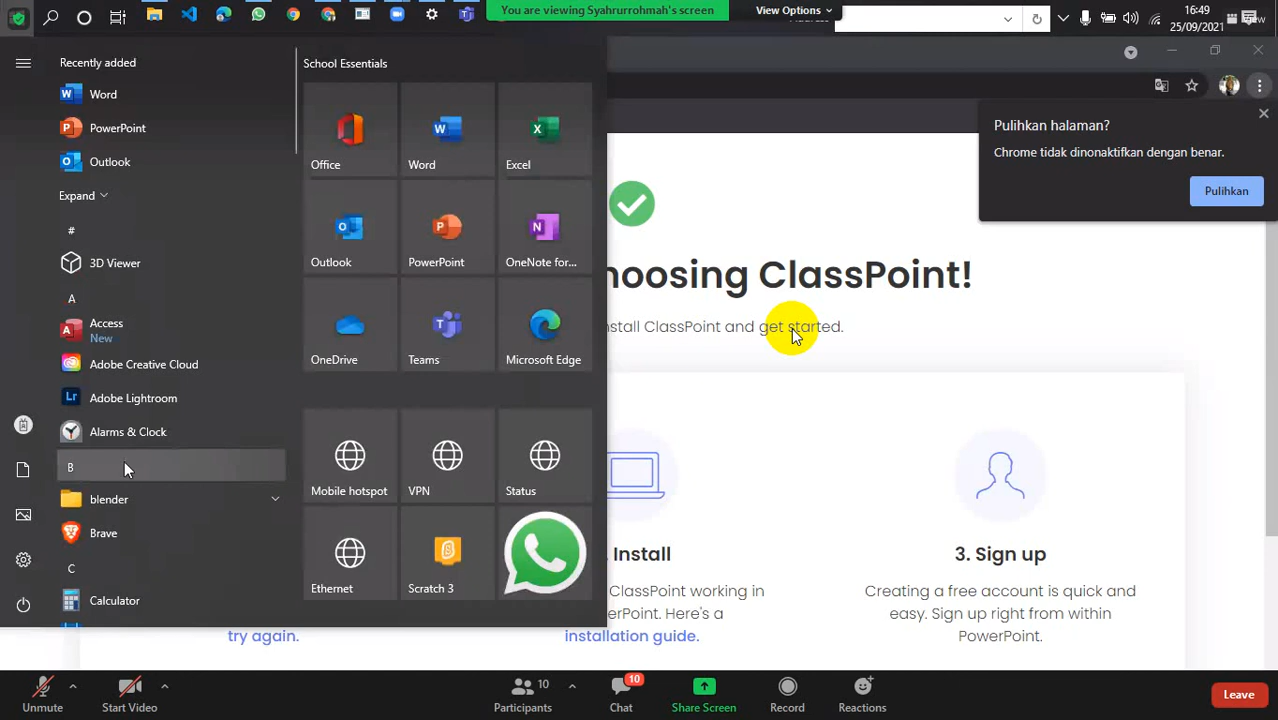 You are viewing Syahrurrohmah's screen
View Options
16:49
25/09/2021
Recently added
Word
PowerPoint
Outlook
Expand
#
3D Viewer
A
Access
New
Adobe Creative Cloud
Adobe Lightroom
Alarms & Clock
B
blender
Brave
C
Calculator
School Essentials
Office
Word
Excel
Outlook
PowerPoint
OneNote for...
OneDrive
Teams
Microsoft Edge
Mobile hotspot
VPN
Status
Ethernet
Scratch 3
Pulihkan halaman?
Chrome tidak dinonaktifkan dengan benar.
Pulihkan
hoosing ClassPoint!
nstall ClassPoint and get started.
try again.
Install
ClassPoint working in
erPoint. Here's a
installation guide.
3. Sign up
Creating a free account is quick and
easy. Sign up right from within
PowerPoint.
Unmute
Start Video
10
Participants
10
Chat
Share Screen
Record
Reactions
Leave